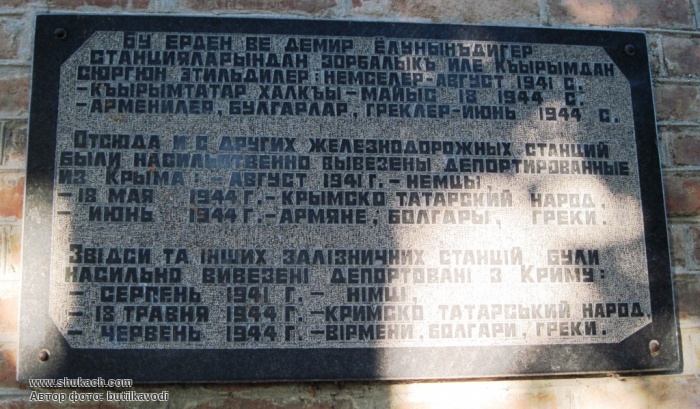 Бу ерден ве демир ёлунынъ дигер
станцияларындан зорбалыкъ иле Къырымдан
сюргюн этильдилер: немселер-август 1941 с.
-къырымтатар халкъы-майыс 18 1944 с.
-арменилер, булгарлар, греклер-июнь 1944 с.
Отсюда и с других железнодорожных станций
были насильственно вывезены депортированные
из Крыма: - август 1941 г. - немцы,
- 18 мая 1944 г. - крымско татарский народ,
- июнь 1944 г. - армяне, болгары, греки.
Звідси та інших залізничних станцій були
насильно вивезені депортовані з Криму:
- серпень 1941 г. - німці,
- 18 травня 1944 г. - кримско татарський народ,
- червень 1944 г. - вірмени, болгари, греки.
www.shukach.com
Автор фото: butilkavodi